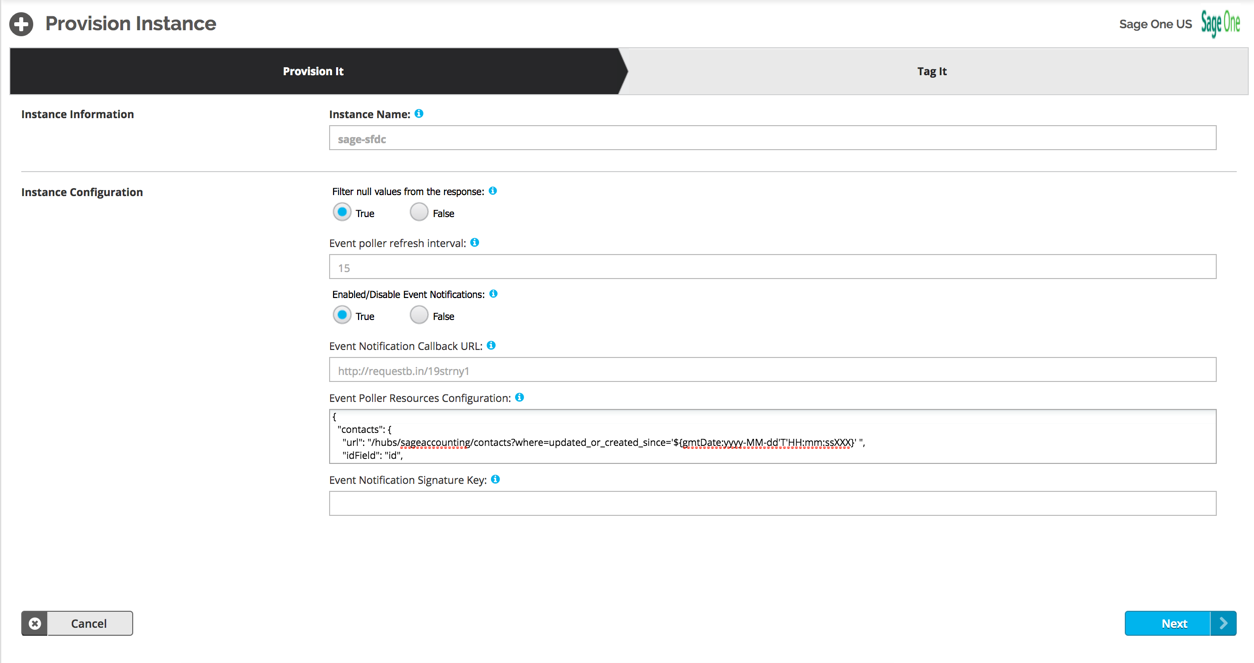 Provision Instance
Sage One US
Sage One
Provision It
Tag It
Instance Information
Instance Name:
sage-sfdc
Instance Configuration
Filter null values from the response:
True
False
Event poller refresh interval:
15
Enabled/Disable Event Notifications:
True
False
Event Notification Callback URL:
http://requestb.in/19strny1
Event Poller Resources Configuration:
{
"contacts": {
"url": "/hubs/sageaccounting/contacts?where=updated_or_created_since='${gmtDate:yyyy-MM-dd'T'HH:mm:ssXXX}' ",
"idField": "id",
Event Notification Signature Key:
Cancel
Next